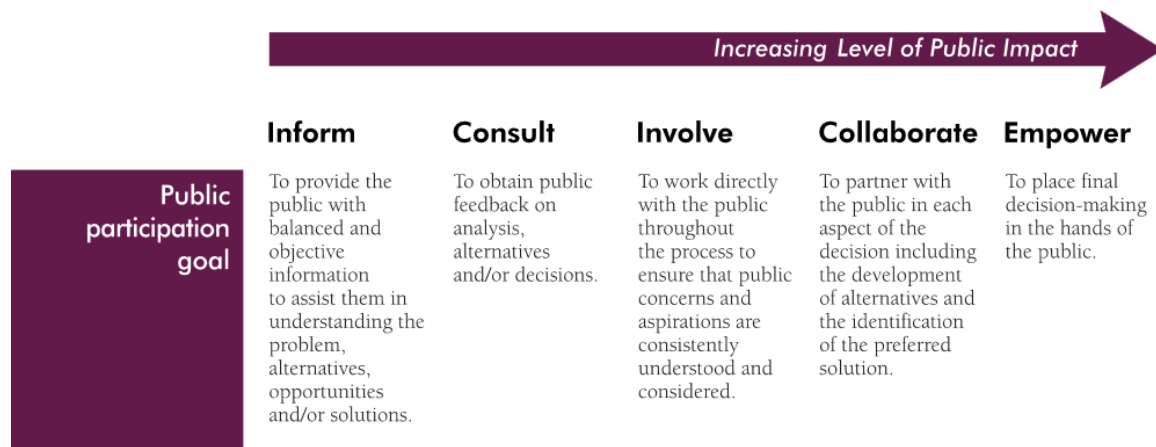 Increasing Level of Public Impact
Inform
Consult
Involve
Collaborate
Empower
Public
participation
goal
To provide the
public with
balanced and
objective
information
to assist them in
understanding the
problem,
alternatives,
opportunities
and/or solutions.
To obtain public
feedback on
analysis,
alternatives
and/or decisions.
To work directly
with the public
throughout
the process to
ensure that public
concerns and
aspirations are
consistently
understood and
considered.
To partner with
the public in each
aspect of the
decision including
the development
of alternatives and
the identification
of the preferred
solution.
To place final
decision-making
in the hands of
the public.